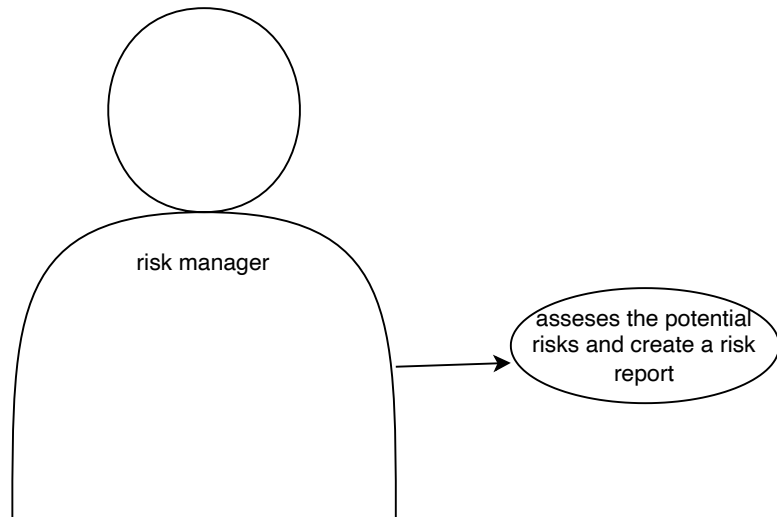 risk manager
asseses the potential
risks and create a risk
report